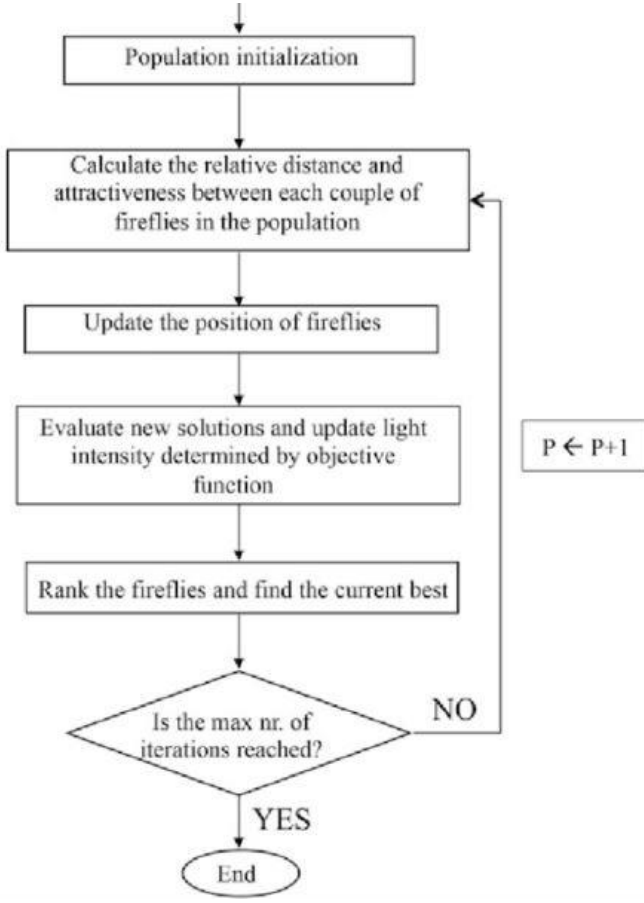 Population initialization
Calculate the relative distance and
attractiveness between each couple of
fireflies in the population
Update the position of fireflies
Evaluate new solutions and update light
intensity determined by objective
function
P ← P+1
Rank the fireflies and find the current best
Is the max nr. of
iterations reached?
NO
YES
End